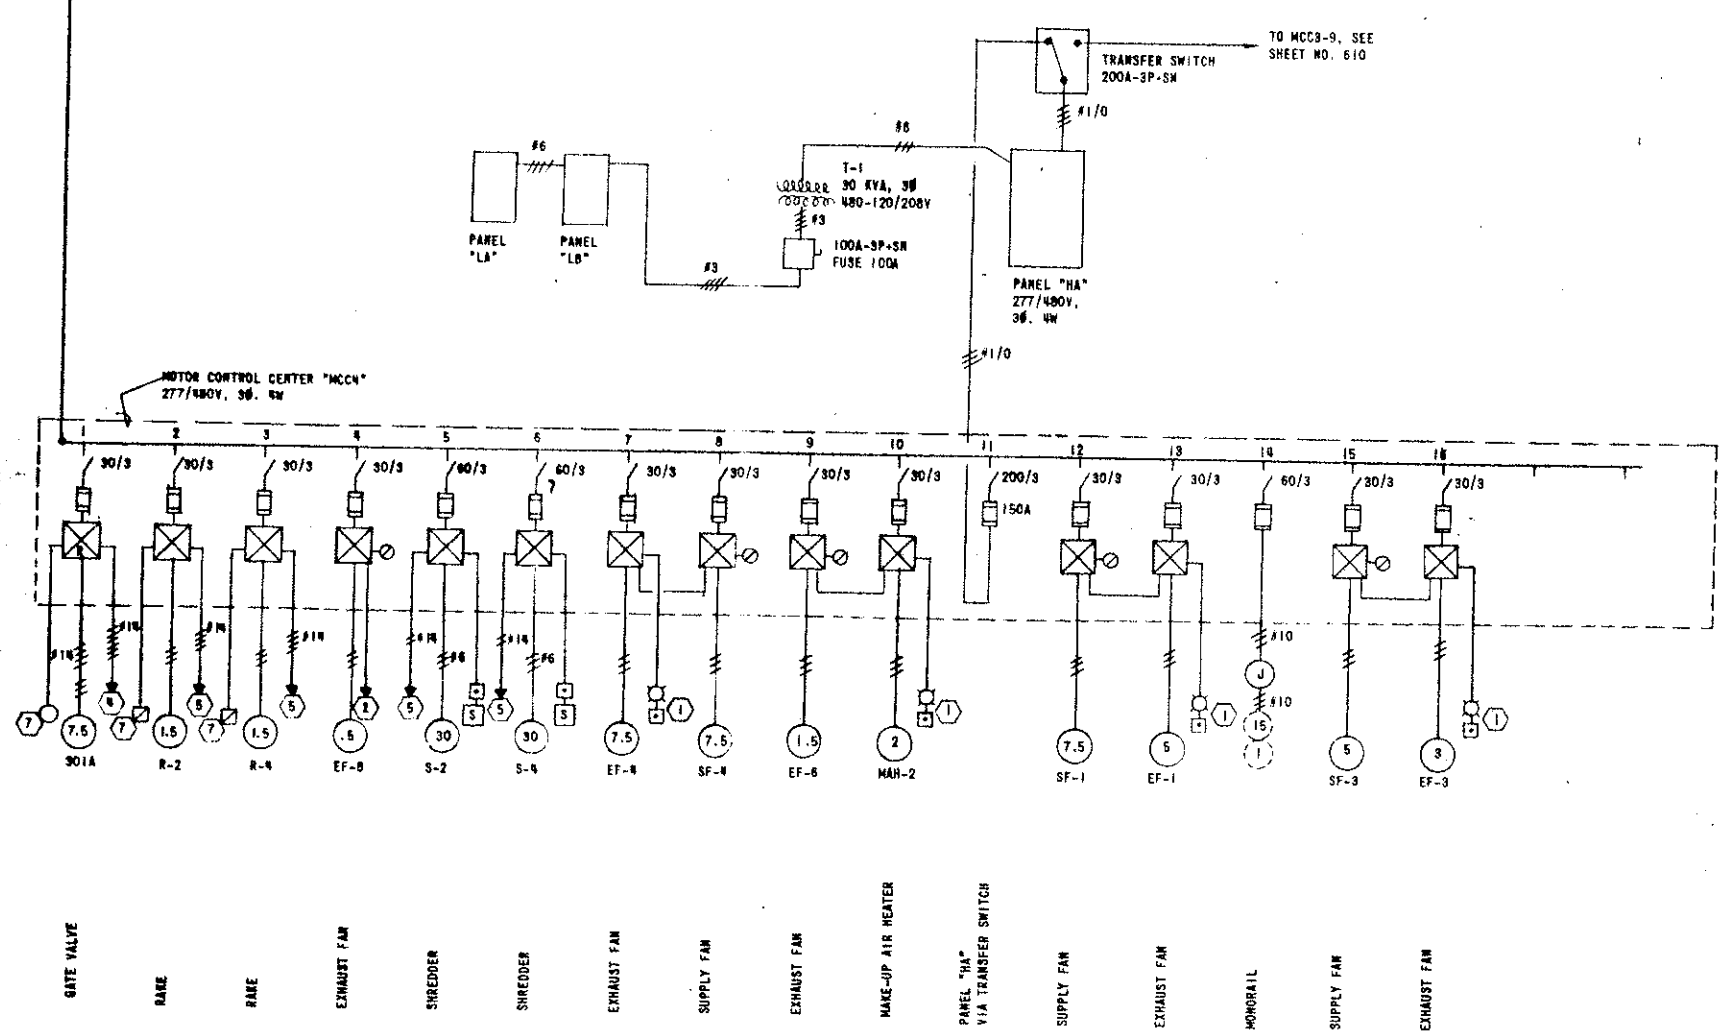 TO MCC3-9, SEE
SHEET NO. 610
TRANSFER SWITCH
200A-3P+SN
#1/0
#6
#6
T-1
30 KVA, 3Ø
480-120/208V
#3
PANEL
"LA"
PANEL
"LB"
100A-3P+SN
FUSE 100A
#3
PANEL "HA"
277/480V,
3Ø. 4W
#1/0
MOTOR CONTROL CENTER "MCC4"
277/480V, 3Ø. 4W
1 2 3 4 5 6 7 8 9 10 11 12 13 14 15 16
30/3 30/3 30/3 30/3 60/3 60/3 30/3 30/3 30/3 30/3 200/3 30/3 30/3 60/3 30/3 30/3
150A
#14 #14 #14 #14 #14 #6 #14 #6 #10
J
#10
7 4 7 5 7 5 2 5 S 5 S 1 1 1 1
7.5 1.5 1.5 .5 30 30 7.5 7.5 1.5 2 7.5 5 15 5 3
1
301A R-2 R-4 EF-8 S-2 S-4 EF-4 SF-4 EF-6 MAH-2 SF-1 EF-1 SF-3 EF-3
GATE VALVE
RAKE
RAKE
EXHAUST FAN
SHREDDER
SHREDDER
EXHAUST FAN
SUPPLY FAN
EXHAUST FAN
MAKE-UP AIR HEATER
PANEL "HA"
VIA TRANSFER SWITCH
SUPPLY FAN
EXHAUST FAN
MONORAIL
SUPPLY FAN
EXHAUST FAN